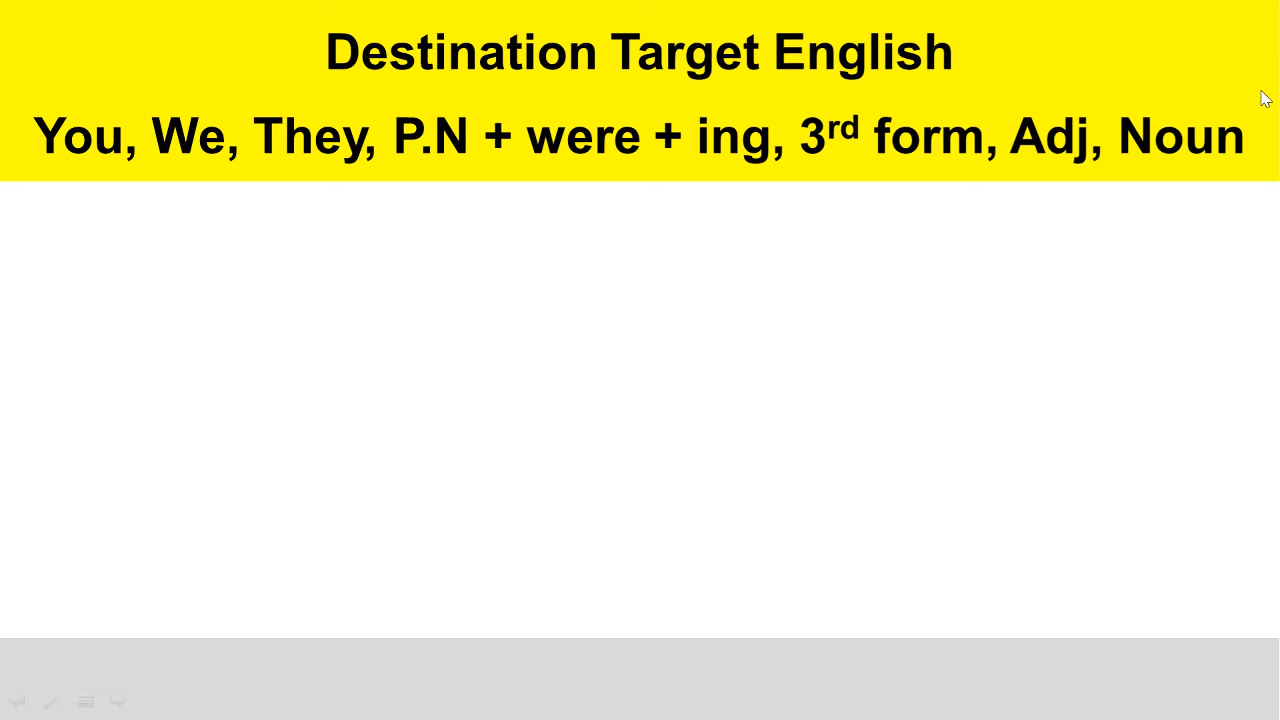 Destination Target English
You, We, They, P.N + were + ing, 3rd form, Adj, Noun